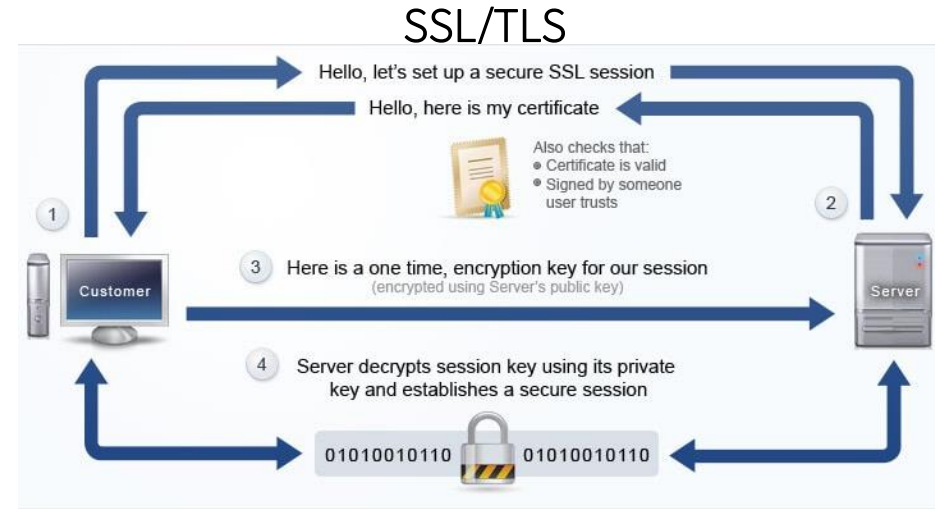 SSL/TLS
Hello, let's set up a secure SSL session
Hello, here is my certificate
Also checks that:
Certificate is valid
Signed by someone
user trusts
1
2
3 Here is a one time, encryption key for our session
(encrypted using Server's public key)
Customer
Server
4 Server decrypts session key using its private
key and establishes a secure session
01010010110 01010010110